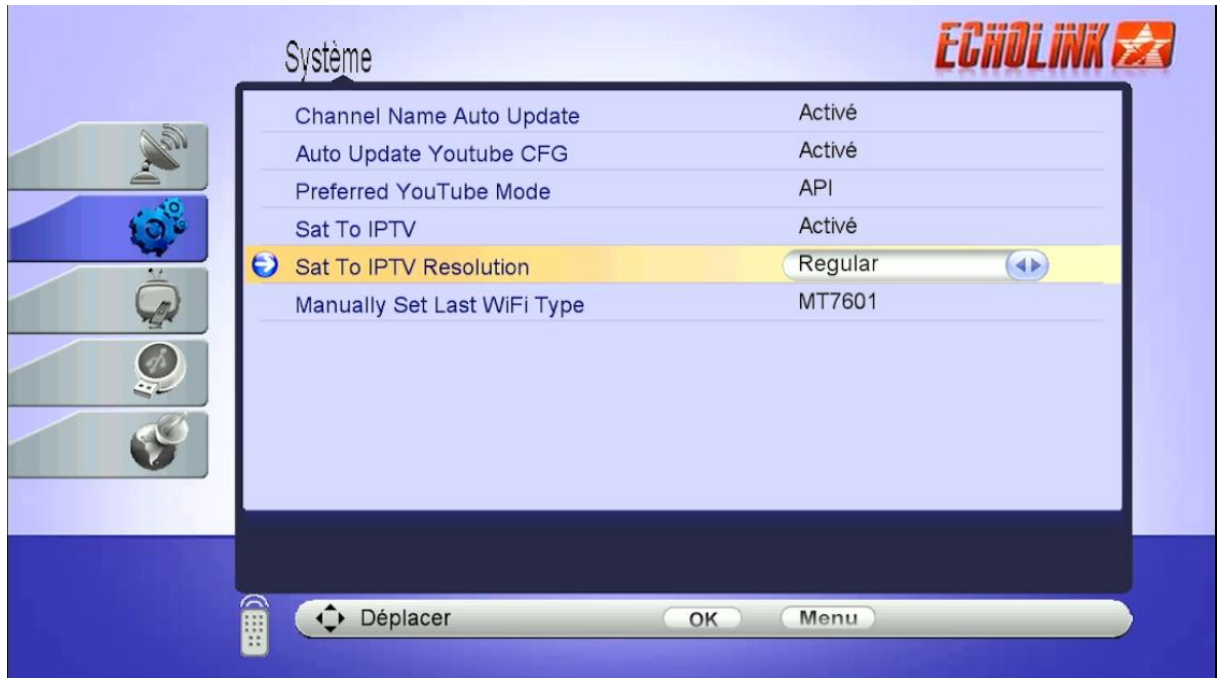 Système
ECHOLINK
Channel Name Auto Update Activé
Auto Update Youtube CFG Activé
Preferred YouTube Mode API
Sat To IPTV Activé
Sat To IPTV Resolution Regular
Manually Set Last WiFi Type MT7601
Déplacer OK Menu